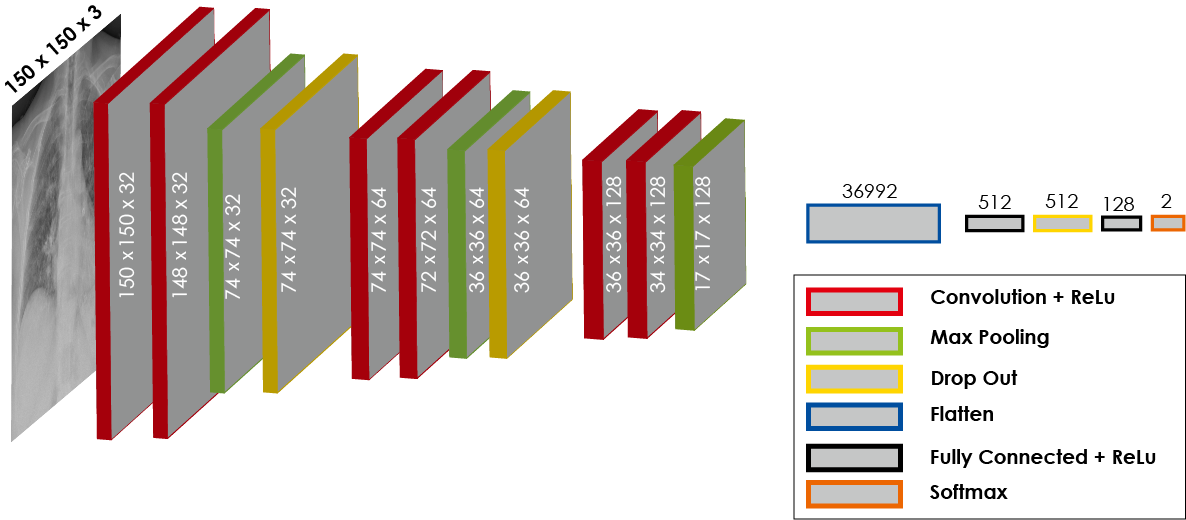 150 x 150 x 3
150 x 150 x 32
148 x 148 x 32
74 x 74 x 32
74 x 74 x 32
74 x 74 x 64
72 x 72 x 64
36 x 36 x 64
36 x 36 x 64
36 x 36 x 128
34 x 34 x 128
17 x 17 x 128
36992
512
512
128
2
Convolution + ReLu
Max Pooling
Drop Out
Flatten
Fully Connected + ReLu
Softmax